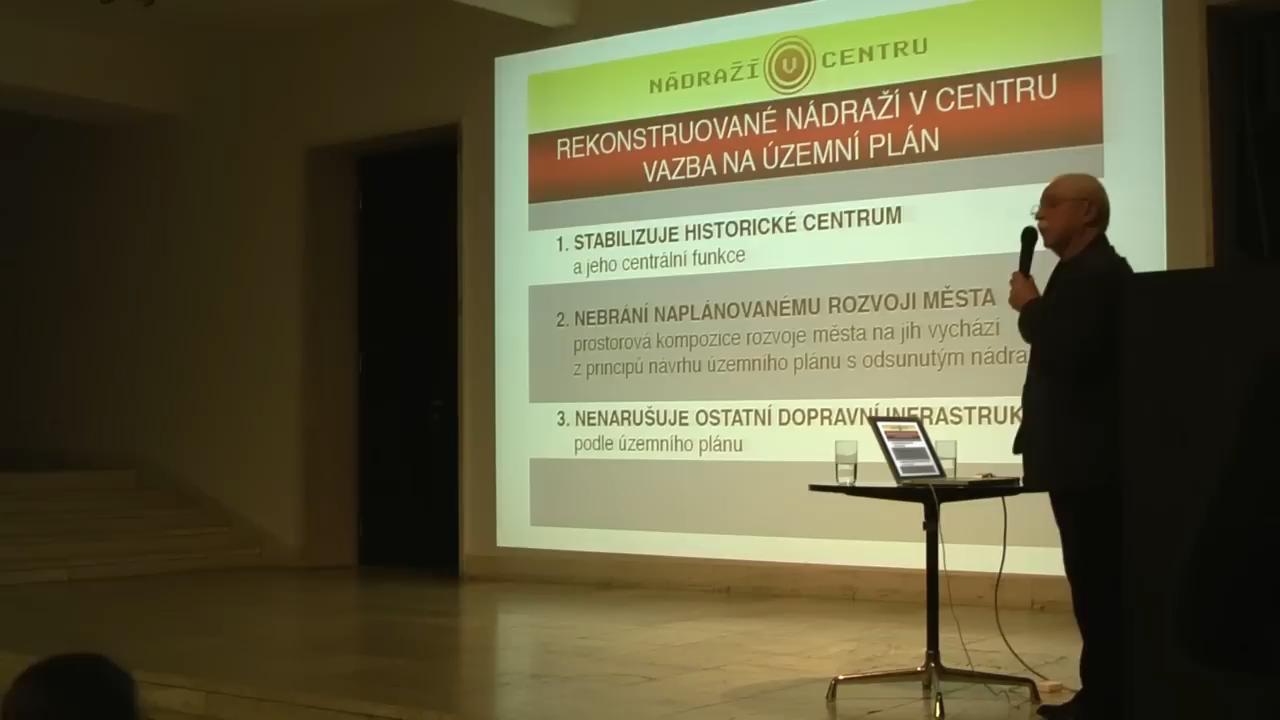 NÁDRAŽÍ V CENTRU
REKONSTRUOVANÉ NÁDRAŽÍ V CENTRU
VAZBA NA ÚZEMNÍ PLÁN
1. STABILIZUJE HISTORICKÉ CENTRUM
a jeho centrální funkce
2. NEBRÁNÍ NAPLÁNOVANÉMU ROZVOJI MĚSTA
prostorová kompozice rozvoje města na jih vychází
z principů návrhu územního plánu s odsunutým nádra
3. NENARUŠUJE OSTATNÍ DOPRAVNÍ INFRASTRUK
podle územního plánu